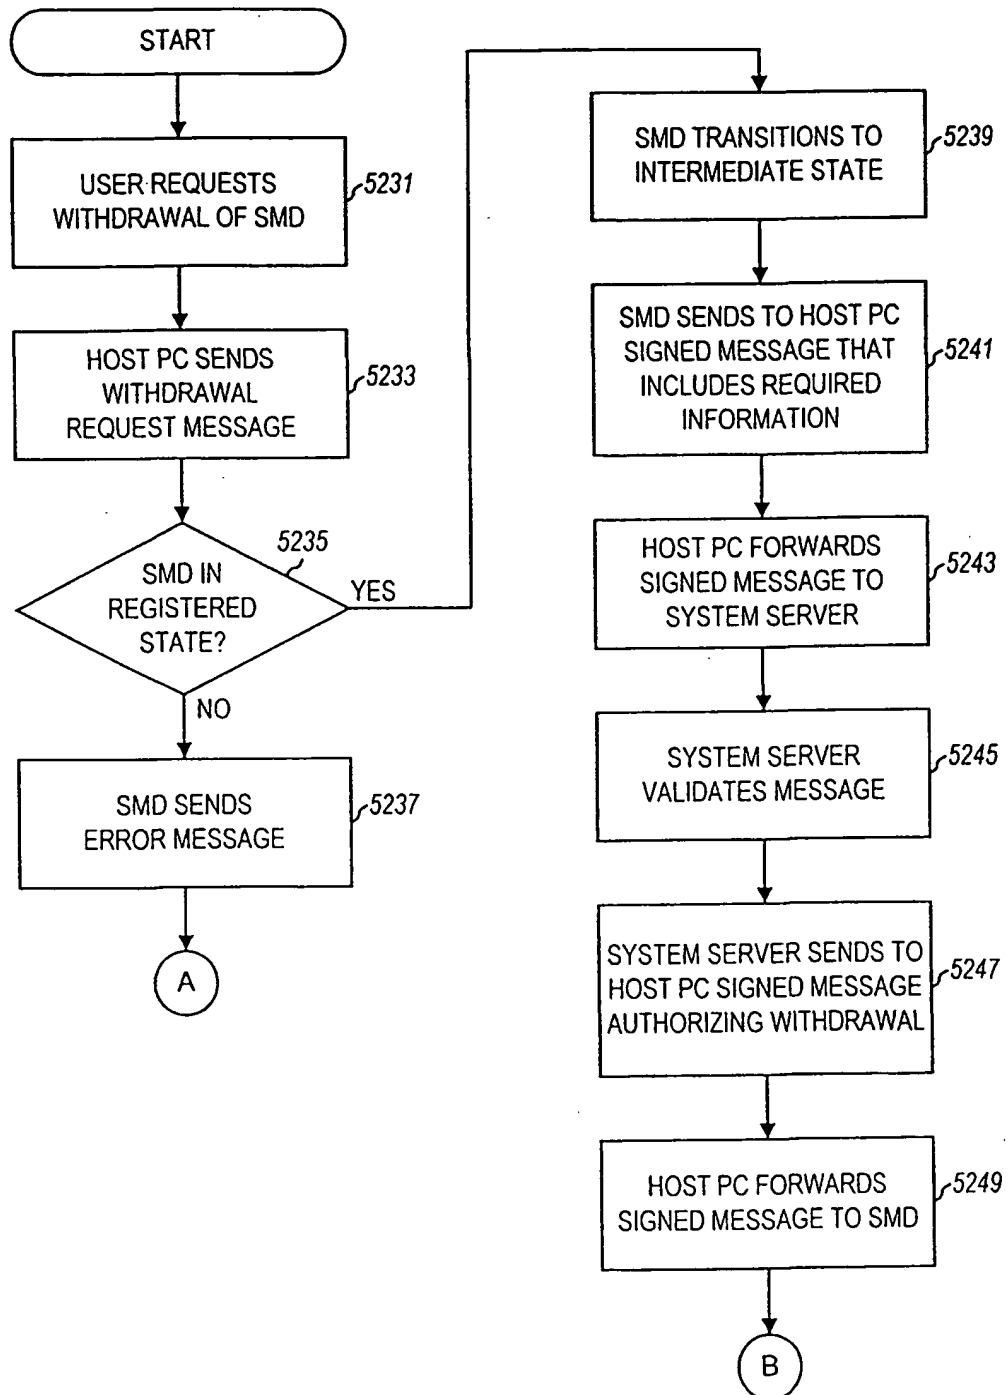 START
USER REQUESTS
WITHDRAWAL OF SMD
5231
HOST PC SENDS
WITHDRAWAL
REQUEST MESSAGE
5233
SMD IN
REGISTERED
STATE?
5235
YES
NO
SMD SENDS
ERROR MESSAGE
5237
A
SMD TRANSITIONS TO
INTERMEDIATE STATE
5239
SMD SENDS TO HOST PC
SIGNED MESSAGE THAT
INCLUDES REQUIRED
INFORMATION
5241
HOST PC FORWARDS
SIGNED MESSAGE TO
SYSTEM SERVER
5243
SYSTEM SERVER
VALIDATES MESSAGE
5245
SYSTEM SERVER SENDS TO
HOST PC SIGNED MESSAGE
AUTHORIZING WITHDRAWAL
5247
HOST PC FORWARDS
SIGNED MESSAGE TO SMD
5249
B